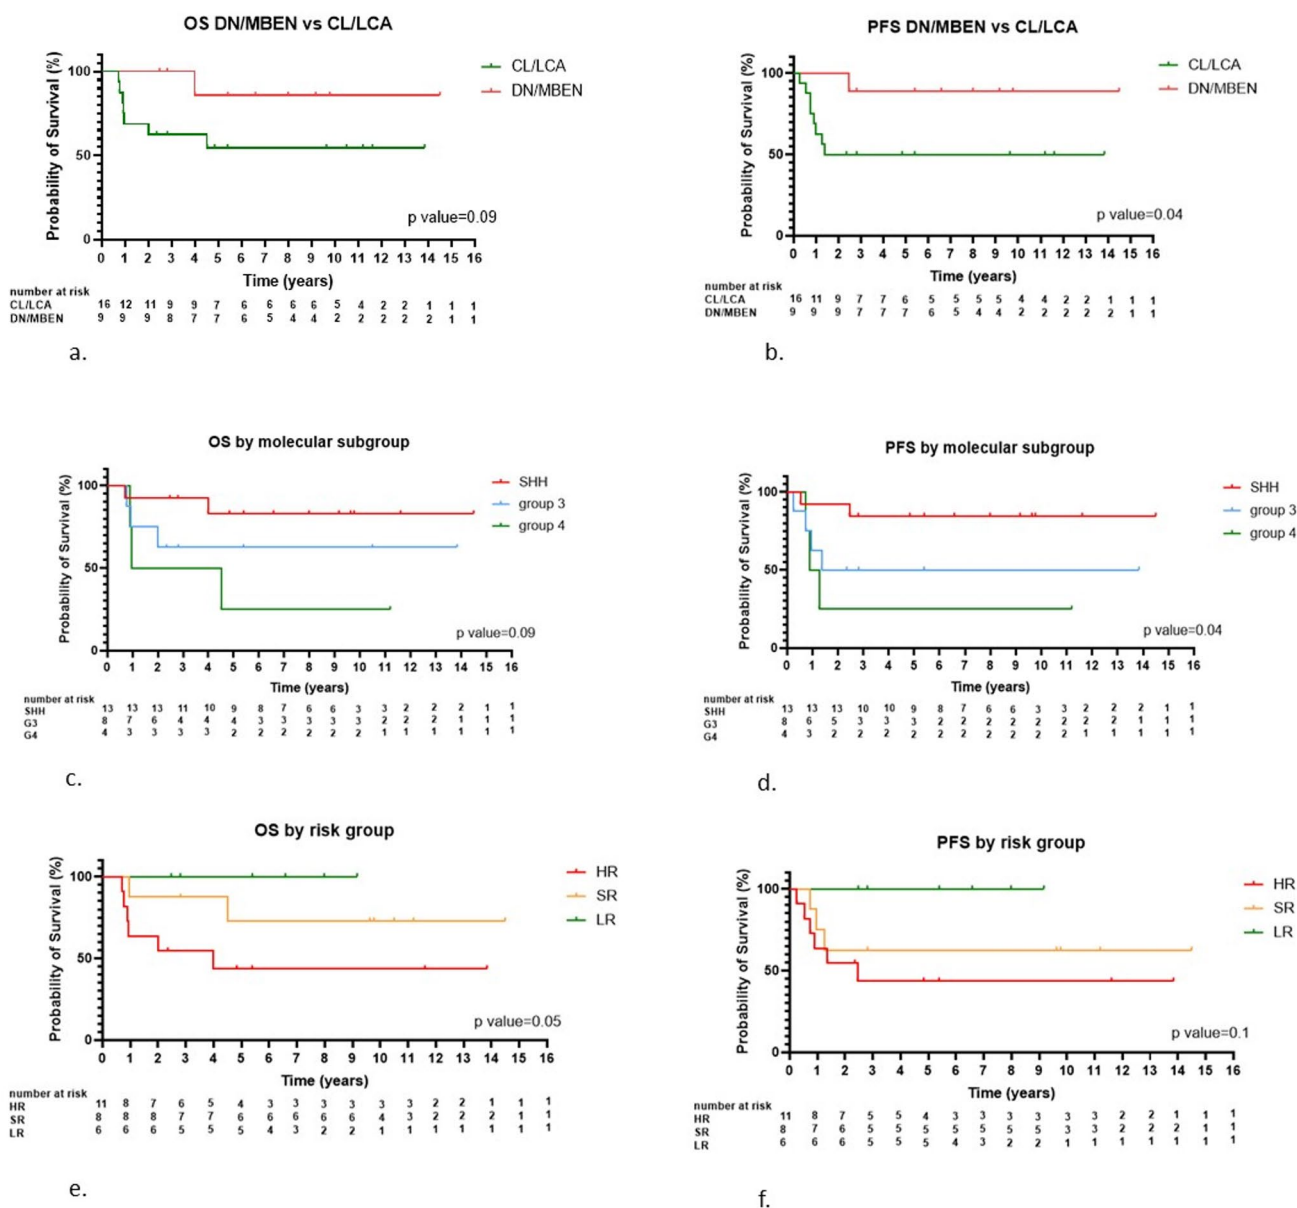 OS DN/MBEN vs CL/LCA
Probability of Survival (%)
100
50
0
0 1 2 3 4 5 6 7 8 9 10 11 12 13 14 15 16
Time (years)
CL/LCA
DN/MBEN
p value=0.09
number at risk
CL/LCA 16 12 11 9 9 7 6 6 6 6 5 4 2 2 1 1 1
DN/MBEN 9 9 9 8 7 7 6 5 4 4 2 2 2 2 2 1 1
a.
PFS DN/MBEN vs CL/LCA
Probability of Survival (%)
100
50
0
0 1 2 3 4 5 6 7 8 9 10 11 12 13 14 15 16
Time (years)
CL/LCA
DN/MBEN
p value=0.04
number at risk
CL/LCA 16 11 9 7 7 6 5 5 5 5 4 4 2 2 1 1 1
DN/MBEN 9 9 9 7 7 7 6 5 4 4 2 2 2 2 2 1 1
b.
OS by molecular subgroup
Probability of Survival (%)
100
50
0
0 1 2 3 4 5 6 7 8 9 10 11 12 13 14 15 16
Time (years)
SHH
group 3
group 4
p value=0.09
number at risk
SHH 13 13 13 11 10 9 8 7 6 6 3 3 2 2 2 1 1
G3 8 7 6 4 4 4 3 3 3 3 3 2 2 2 1 1 1
G4 4 3 3 3 3 2 2 2 2 2 2 1 1 1 1 1 1
c.
PFS by molecular subgroup
Probability of Survival (%)
100
50
0
0 1 2 3 4 5 6 7 8 9 10 11 12 13 14 15 16
Time (years)
SHH
group 3
group 4
p value=0.04
number at risk
SHH 13 13 13 10 10 9 8 7 6 6 3 3 2 2 2 1 1
G3 8 6 5 3 3 3 2 2 2 2 2 2 2 2 1 1 1
G4 4 3 2 2 2 2 2 2 2 2 2 2 1 1 1 1 1
d.
OS by risk group
Probability of Survival (%)
100
50
0
0 1 2 3 4 5 6 7 8 9 10 11 12 13 14 15 16
Time (years)
HR
SR
LR
p value=0.05
number at risk
HR 11 8 7 6 5 4 3 3 3 3 3 3 2 2 1 1 1
SR 8 8 8 7 7 6 6 6 6 6 4 3 2 2 2 1 1
LR 6 6 6 5 5 5 4 3 2 2 1 1 1 1 1 1 1
e.
PFS by risk group
Probability of Survival (%)
100
50
0
0 1 2 3 4 5 6 7 8 9 10 11 12 13 14 15 16
Time (years)
HR
SR
LR
p value=0.1
number at risk
HR 11 8 7 5 5 4 3 3 3 3 3 3 2 2 1 1 1
SR 8 7 6 5 5 5 5 5 5 5 3 3 2 2 2 1 1
LR 6 6 6 5 5 5 4 3 2 2 1 1 1 1 1 1 1
f.